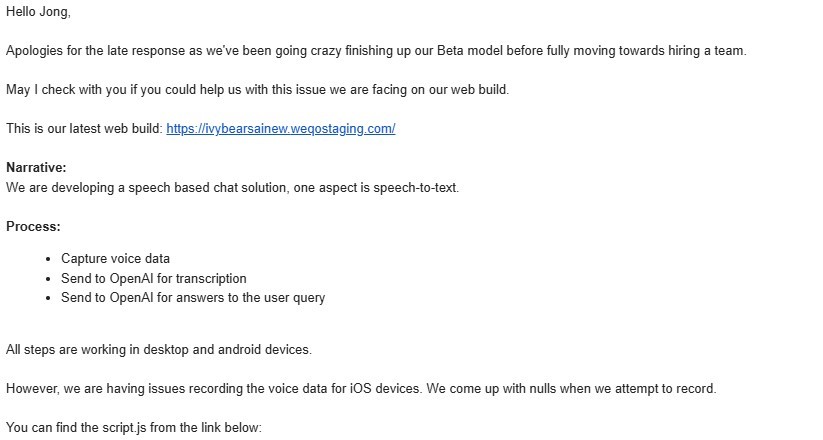 Hello Jong,
Apologies for the late response as we've been going crazy finishing up our Beta model before fully moving towards hiring a team.
May I check with you if you could help us with this issue we are facing on our web build.
This is our latest web build: https://ivybearsainew.weqostaging.com/
Narrative:
We are developing a speech based chat solution, one aspect is speech-to-text.
Process:
• Capture voice data
• Send to OpenAI for transcription
• Send to OpenAI for answers to the user query
All steps are working in desktop and android devices.
However, we are having issues recording the voice data for iOS devices. We come up with nulls when we attempt to record.
You can find the script.js from the link below: